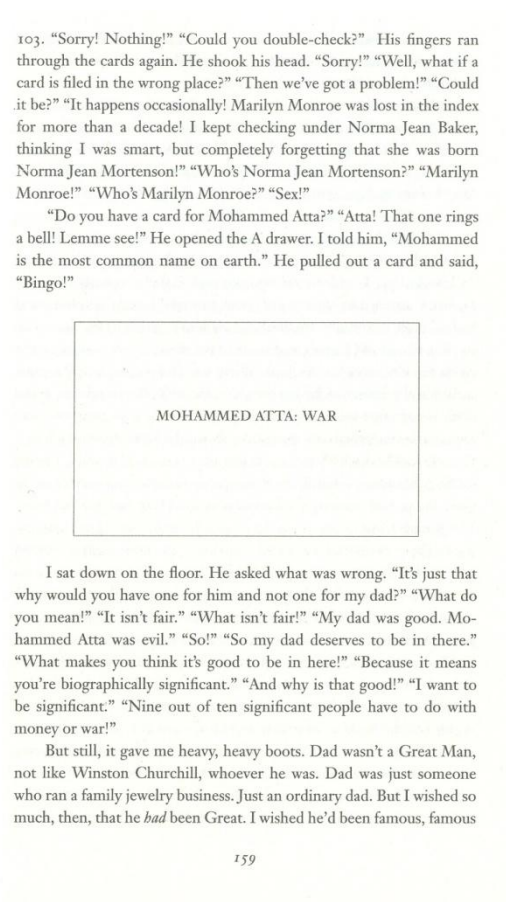 103. “Sorry! Nothing!” “Could you double-check?” His fingers ran
through the cards again. He shook his head. “Sorry!” “Well, what if a
card is filed in the wrong place?” “Then we’ve got a problem!” “Could
it be?” “It happens occasionally! Marilyn Monroe was lost in the index
for more than a decade! I kept checking under Norma Jean Baker,
thinking I was smart, but completely forgetting that she was born
Norma Jean Mortenson!” “Who’s Norma Jean Mortenson?” “Marilyn
Monroe!” “Who’s Marilyn Monroe?” “Sex!”
“Do you have a card for Mohammed Atta?” “Atta! That one rings
a bell! Lemme see!” He opened the A drawer. I told him, “Mohammed
is the most common name on earth.” He pulled out a card and said,
“Bingo!”
MOHAMMED ATTA: WAR
I sat down on the floor. He asked what was wrong. “It’s just that
why would you have one for him and not one for my dad?” “What do
you mean!” “It isn’t fair.” “What isn’t fair!” “My dad was good. Mo-
hammed Atta was evil.” “So!” “So my dad deserves to be in there.”
“What makes you think it’s good to be in here!” “Because it means
you’re biographically significant.” “And why is that good!” “I want to
be significant.” “Nine out of ten significant people have to do with
money or war!”
But still, it gave me heavy, heavy boots. Dad wasn’t a Great Man,
not like Winston Churchill, whoever he was. Dad was just someone
who ran a family jewelry business. Just an ordinary dad. But I wished so
much, then, that he had been Great. I wished he’d been famous, famous
159